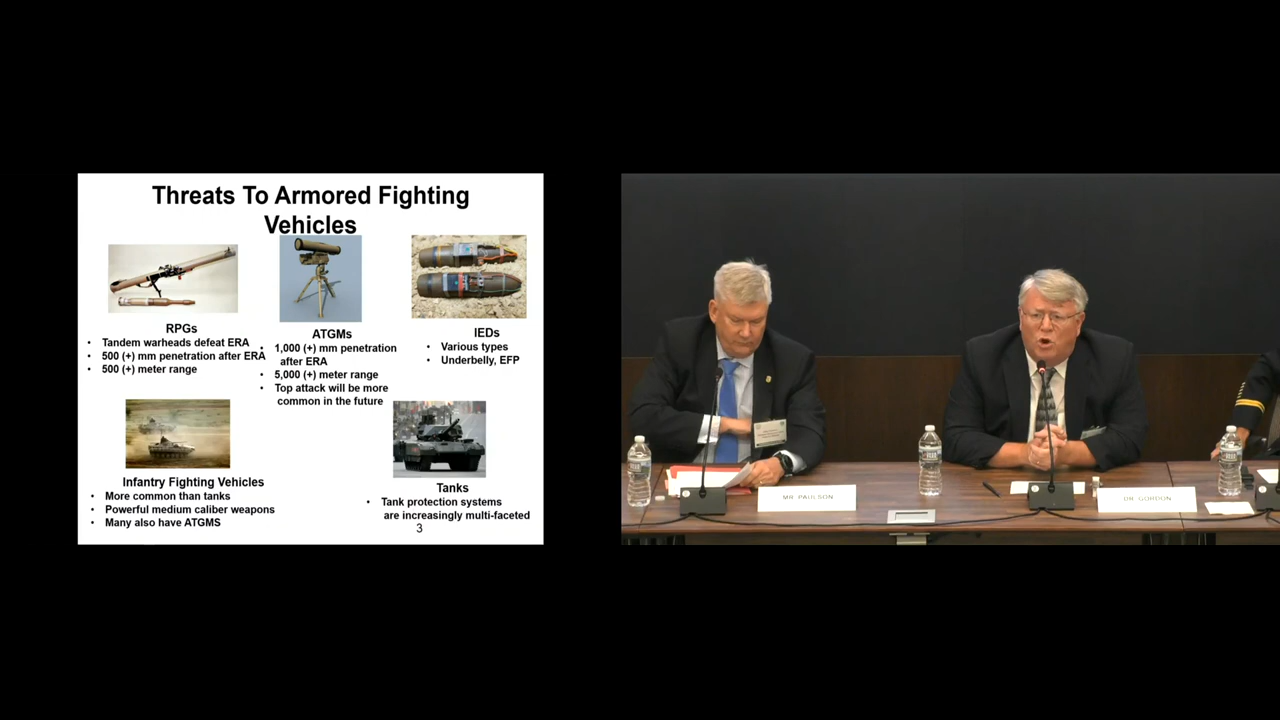 Threats To Armored Fighting
Vehicles
RPGs
• Tandem warheads defeat ERA
• 500 (+) mm penetration after ERA
• 500 (+) meter range
ATGMs
• 1,000 (+) mm penetration
after ERA
• 5,000 (+) meter range
• Top attack will be more
common in the future
IEDs
• Various types
• Underbelly, EFP
Infantry Fighting Vehicles
• More common than tanks
• Powerful medium caliber weapons
• Many also have ATGMS
Tanks
• Tank protection systems
are increasingly multi-faceted
3
MR. PAULSON
DR. GORDON